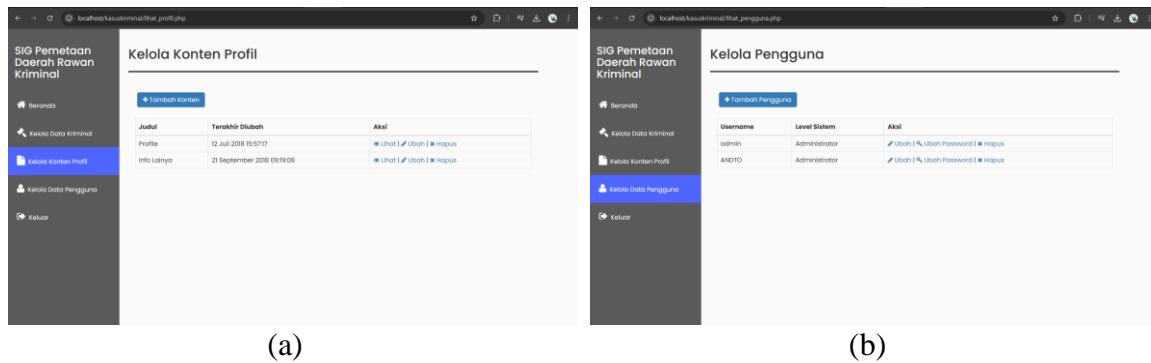 localhost/kasuskriminal/lihat_profil.php
SIG Pemetaan
Daerah Rawan
Kriminal
Beranda
Kelola Data Kriminal
Kelola Konten Profil
Kelola Data Pengguna
Keluar
Kelola Konten Profil
+Tambah Konten
Judul Terakhir Diubah Aksi
Profile 12 Juli 2018 15:57:17 Lihat | Ubah | Hapus
Info Lainya 21 September 2018 09:19:08 Lihat | Ubah | Hapus
(a)
localhost/kasuskriminal/lihat_pengguna.php
SIG Pemetaan
Daerah Rawan
Kriminal
Beranda
Kelola Data Kriminal
Kelola Konten Profil
Kelola Data Pengguna
Keluar
Kelola Pengguna
+Tambah Pengguna
Username Level Sistem Aksi
admin Administrator Ubah | Ubah Password | Hapus
ANDTO Administrator Ubah | Ubah Password | Hapus
(b)